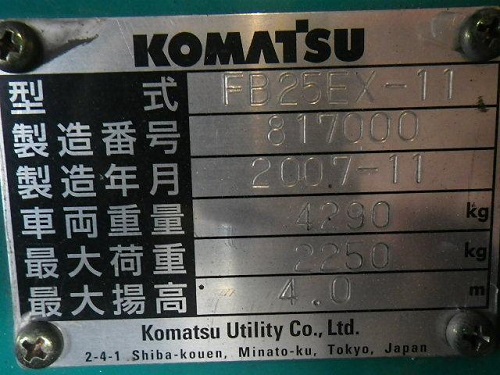 KOMATSU
型式 FB25EX-11
製造番号 817000
製造年月 2007-11
車両重量 4290 kg
最大荷重 2250 kg
最大揚高 4.0 m
Komatsu Utility Co., Ltd.
2-4-1 Shiba-kouen, Minato-ku, Tokyo, Japan